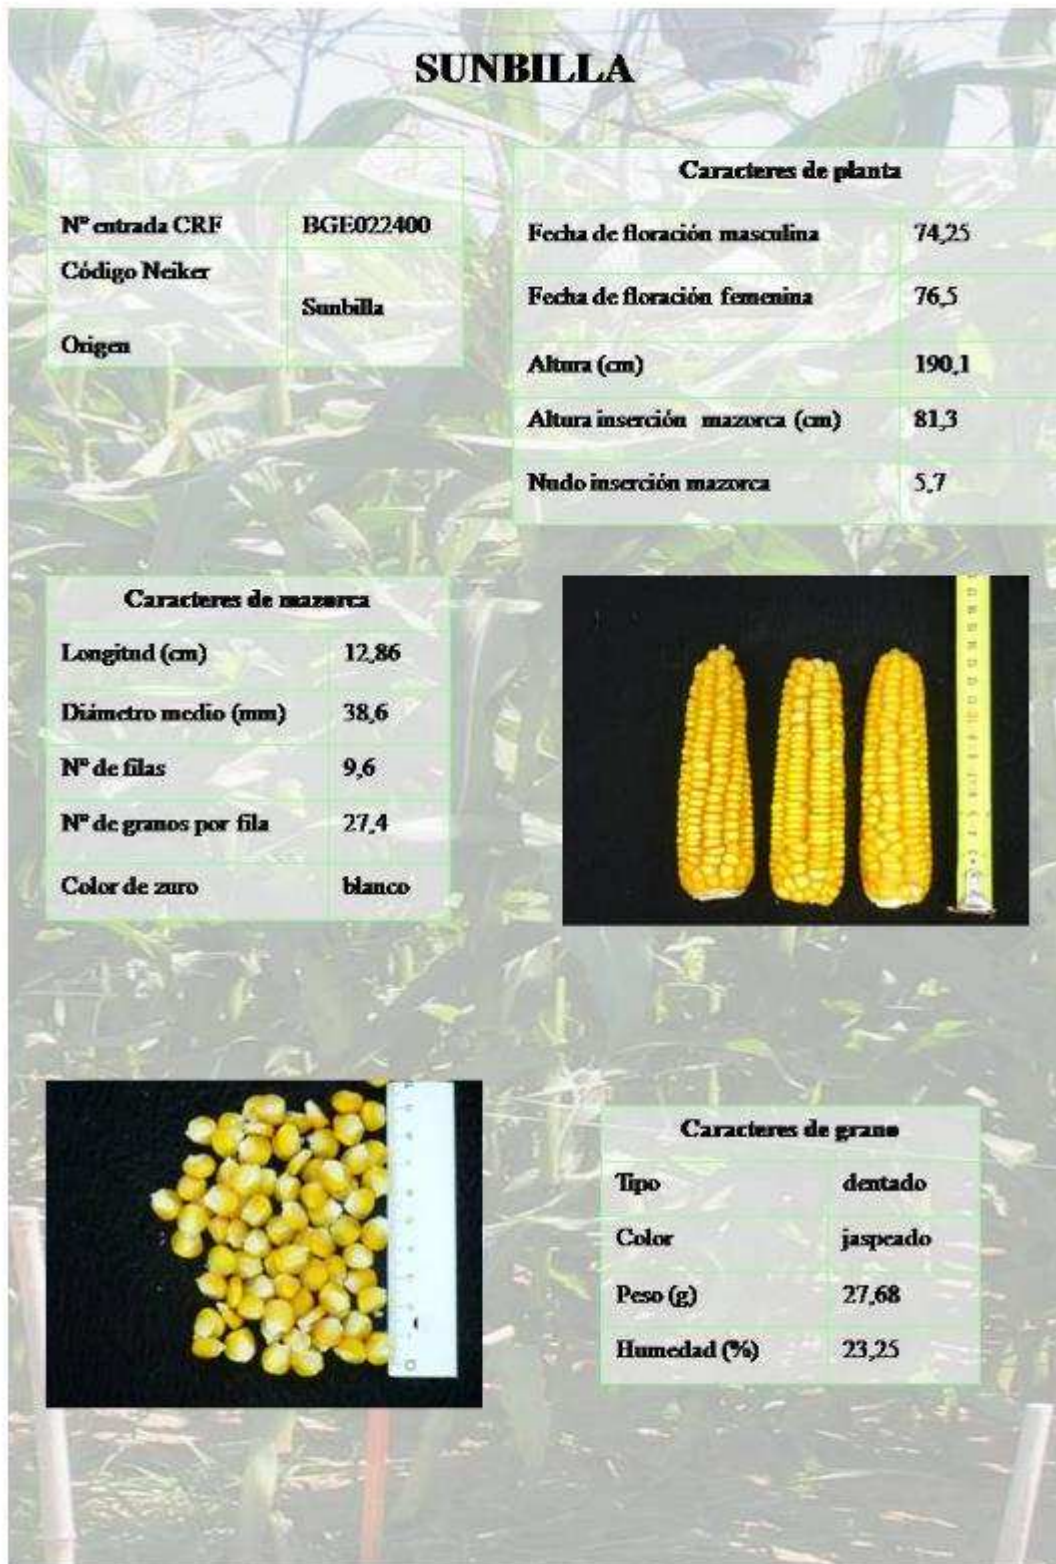 SUNBILLA
Nº entrada CRF BGE022400
Código Neiker
Sunbilla
Origen
Caracteres de planta
Fecha de floración masculina 74,25
Fecha de floración femenina 76,5
Altura (cm) 190,1
Altura inserción mazorca (cm) 81,3
Nudo inserción mazorca 5,7
Caracteres de mazorca
Longitud (cm) 12,86
Diámetro medio (mm) 38,6
Nº de filas 9,6
Nº de granos por fila 27,4
Color de zuro blanco
Caracteres de grano
Tipo dentado
Color jaspeado
Peso (g) 27,68
Humedad (%) 23,25